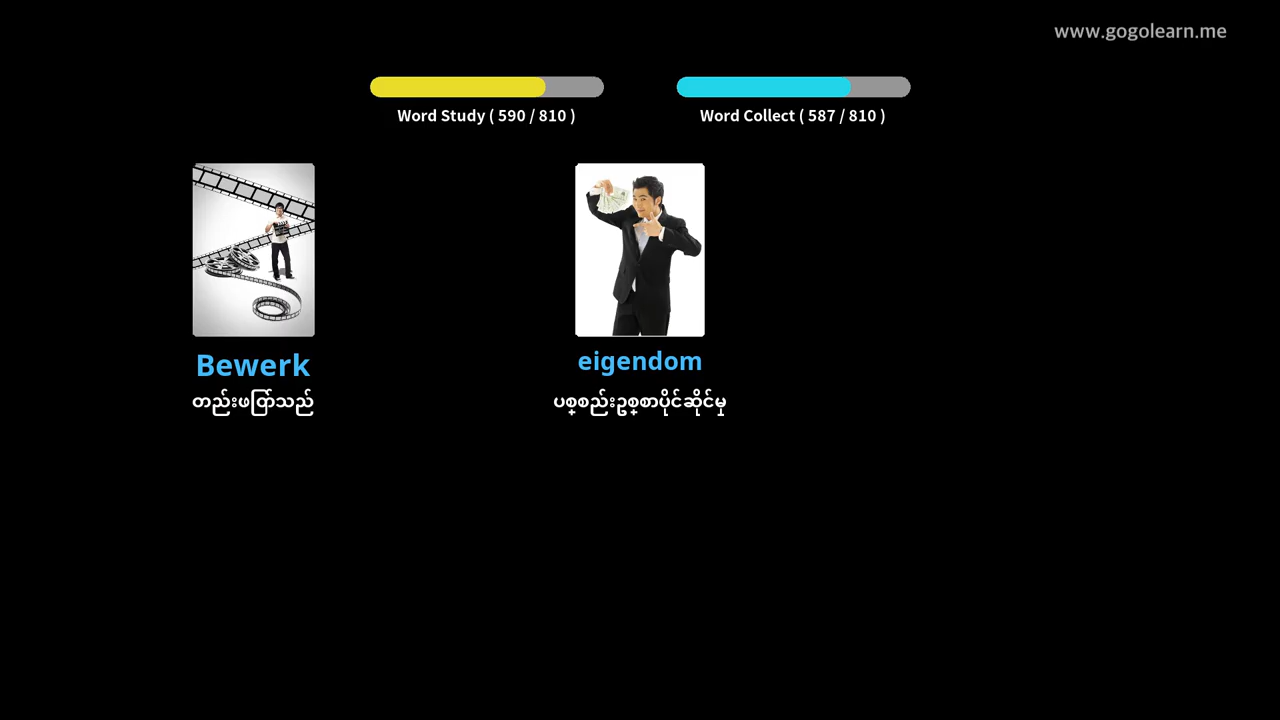 www.gogolearn.me
Word Study ( 590 / 810 )
Word Collect ( 587 / 810 )
Bewerk
eigendom
တည်းဖြတ်သည်
ပစ္စည်းဥစ္စာပိုင်ဆိုင်မှု